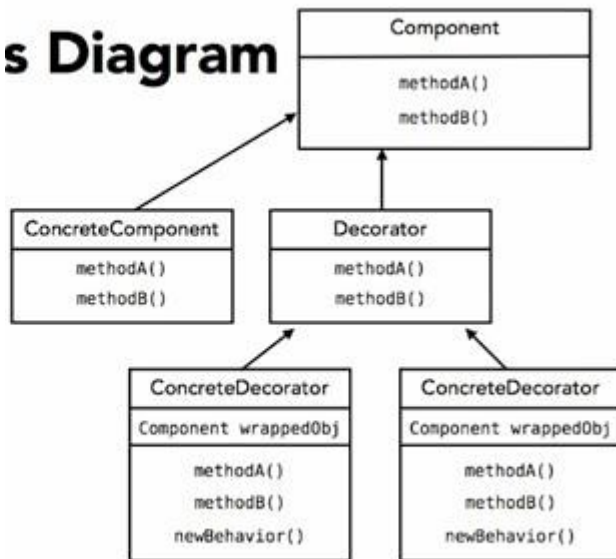 s Diagram
Component
methodA()
methodB()
ConcreteComponent
methodA()
methodB()
Decorator
methodA()
methodB()
ConcreteDecorator
Component wrappedObj
methodA()
methodB()
newBehavior()
ConcreteDecorator
Component wrappedObj
methodA()
methodB()
newBehavior()